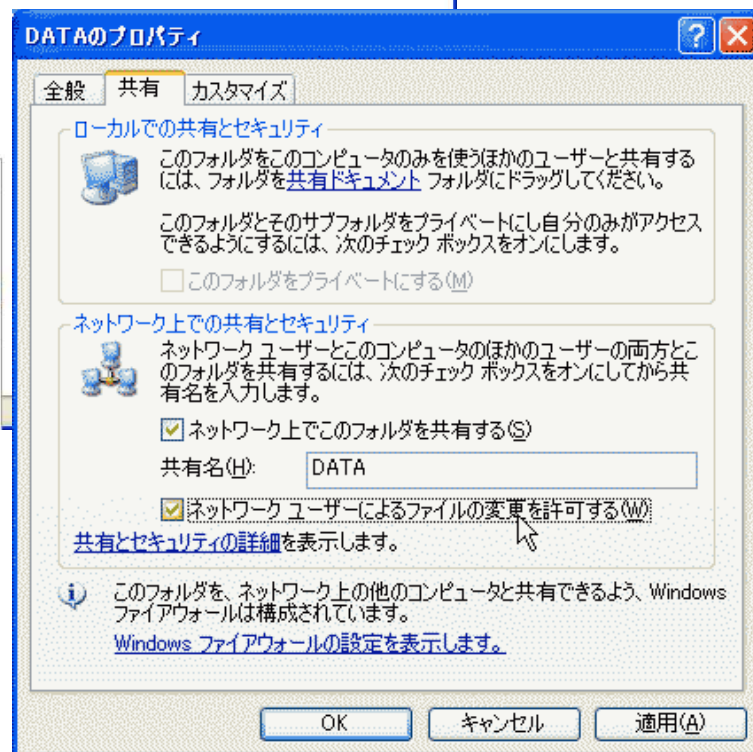 DATAのプロパティ
全般 共有 カスタマイズ
ローカルでの共有とセキュリティ
このフォルダをこのコンピュータのみを使うほかのユーザーと共有する
には、フォルダを共有ドキュメント フォルダにドラッグしてください。
このフォルダとそのサブフォルダをプライベートにし自分のみがアクセス
できるようにするには、次のチェック ボックスをオンにします。
このフォルダをプライベートにする(M)
ネットワーク上での共有とセキュリティ
ネットワーク ユーザーとこのコンピュータのほかのユーザーの両方とこ
のフォルダを共有するには、次のチェック ボックスをオンにしてから共
有名を入力します。
ネットワーク上でこのフォルダを共有する(S)
共有名(H): DATA
ネットワーク ユーザーによるファイルの変更を許可する(W)
共有とセキュリティの詳細を表示します。
このフォルダを、ネットワーク上の他のコンピュータと共有できるよう、Windows
ファイアウォールは構成されています。
Windows ファイアウォールの設定を表示します。
OK キャンセル 適用(A)